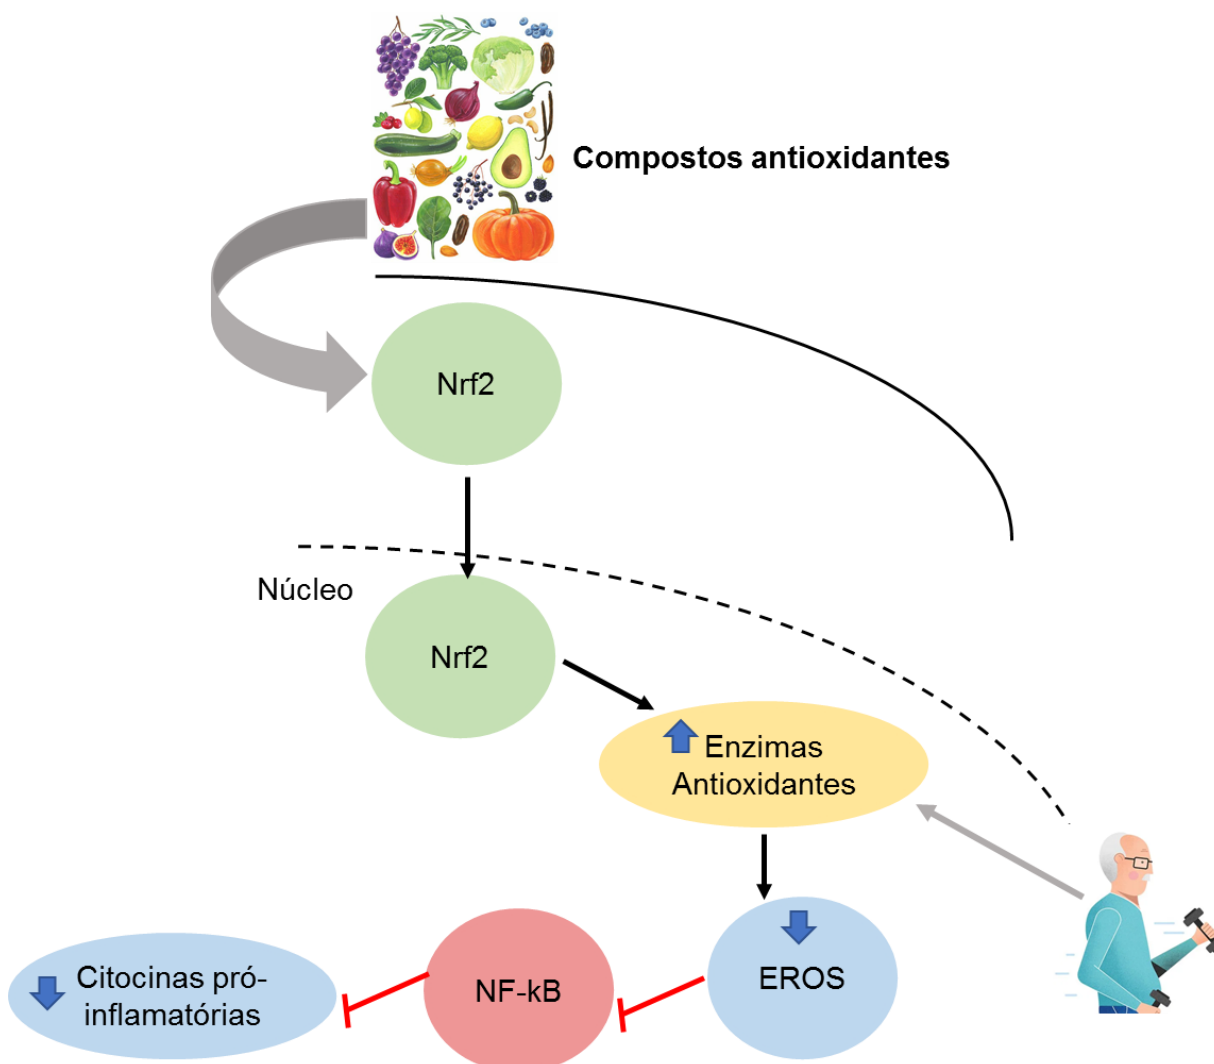 Compostos antioxidantes
Nrf2
Núcleo
Nrf2
Enzimas
Antioxidantes
EROS
NF-kB
Citocinas pró-
inflamatórias